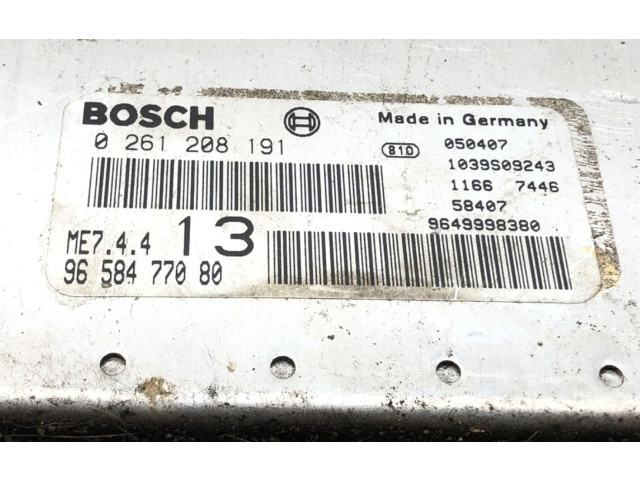 BOSCH
Made in Germany
0 261 208 191
810
050407
1039S09243
1166 7446
58407
9649998380
ME7.4.4 13
96 584 770 80